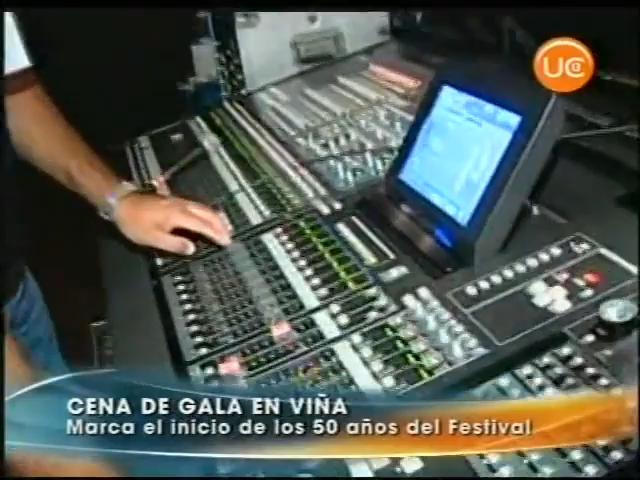 UC
CENA DE GALA EN VIÑA
Marca el inicio de los 50 años del Festival